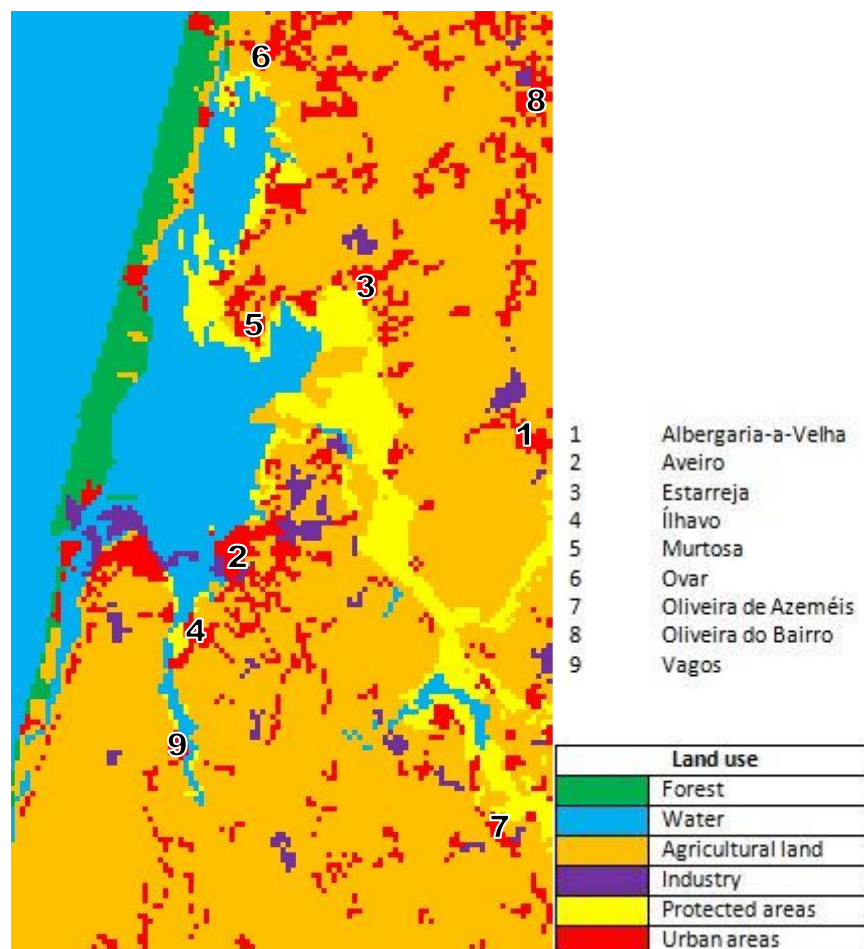 6
8
3
5
1
2
4
9
7
1 Albergaria-a-Velha
2 Aveiro
3 Estarreja
4 Ílhavo
5 Murtosa
6 Ovar
7 Oliveira de Azeméis
8 Oliveira do Bairro
9 Vagos
Land use
Forest
Water
Agricultural land
Industry
Protected areas
Urban areas